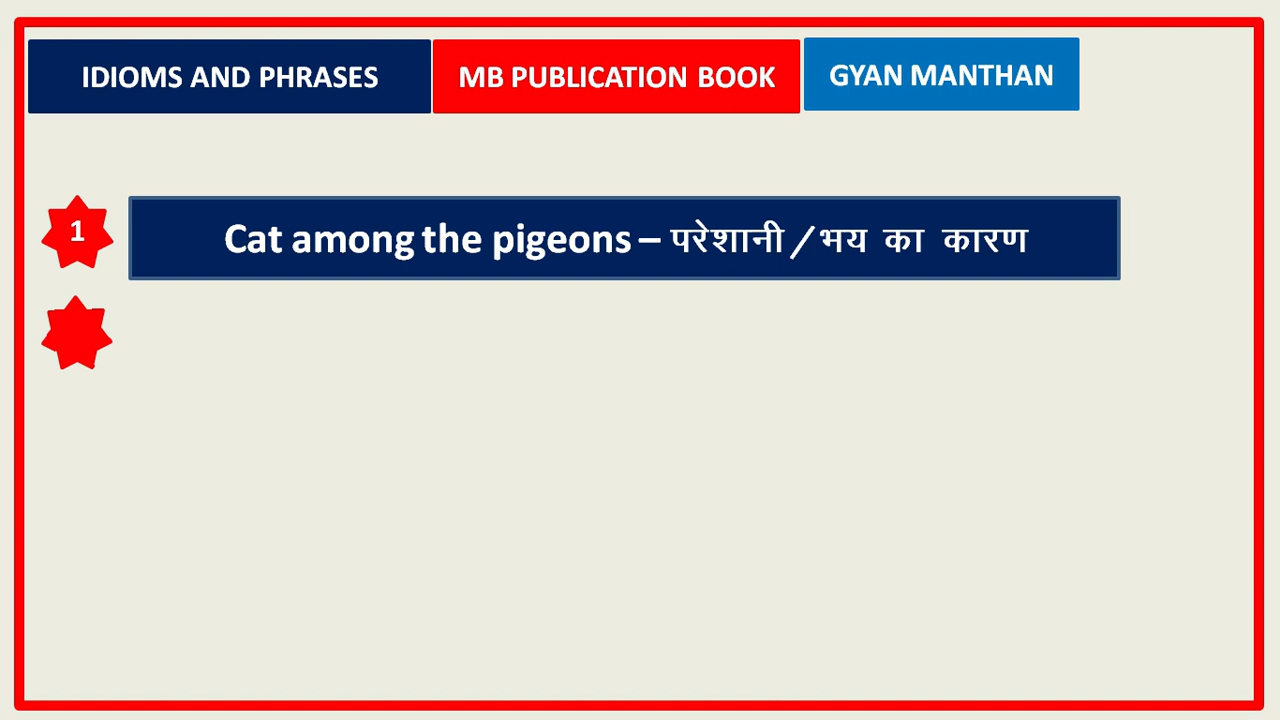 IDIOMS AND PHRASES MB PUBLICATION BOOK GYAN MANTHAN
1 Cat among the pigeons – परेशानी/भय का कारण